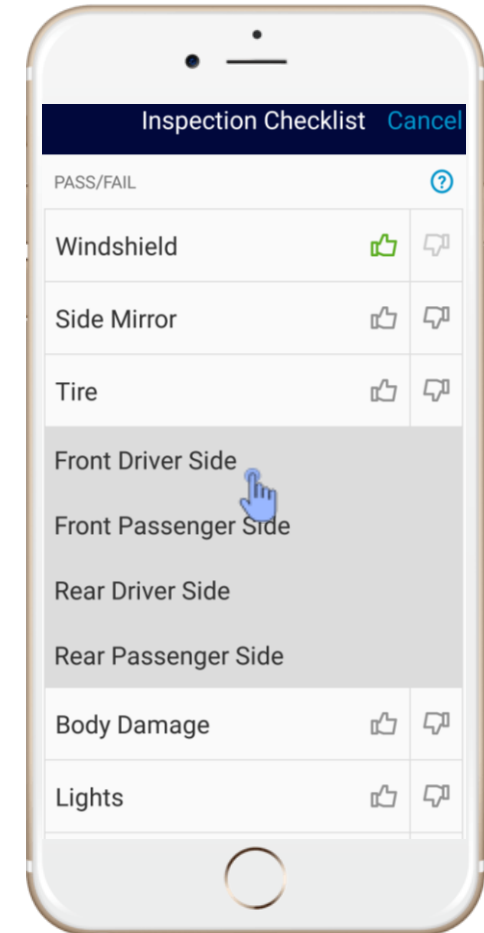 Inspection Checklist Cancel
PASS/FAIL ?
Windshield
Side Mirror
Tire
Front Driver Side
Front Passenger Side
Rear Driver Side
Rear Passenger Side
Body Damage
Lights